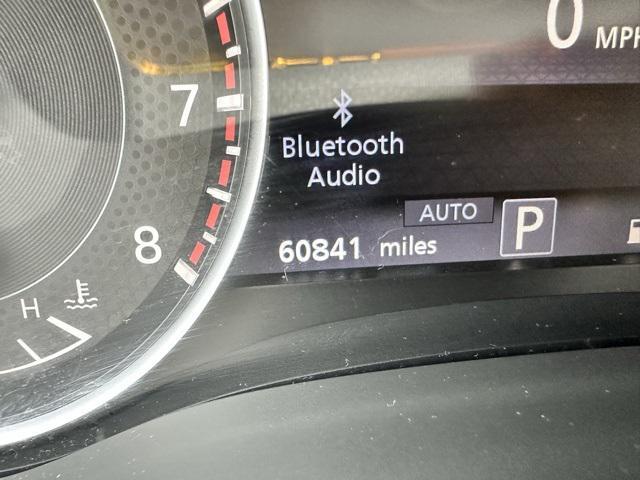 0 MPH
7
Bluetooth
Audio
AUTO P
8 60841 miles
H